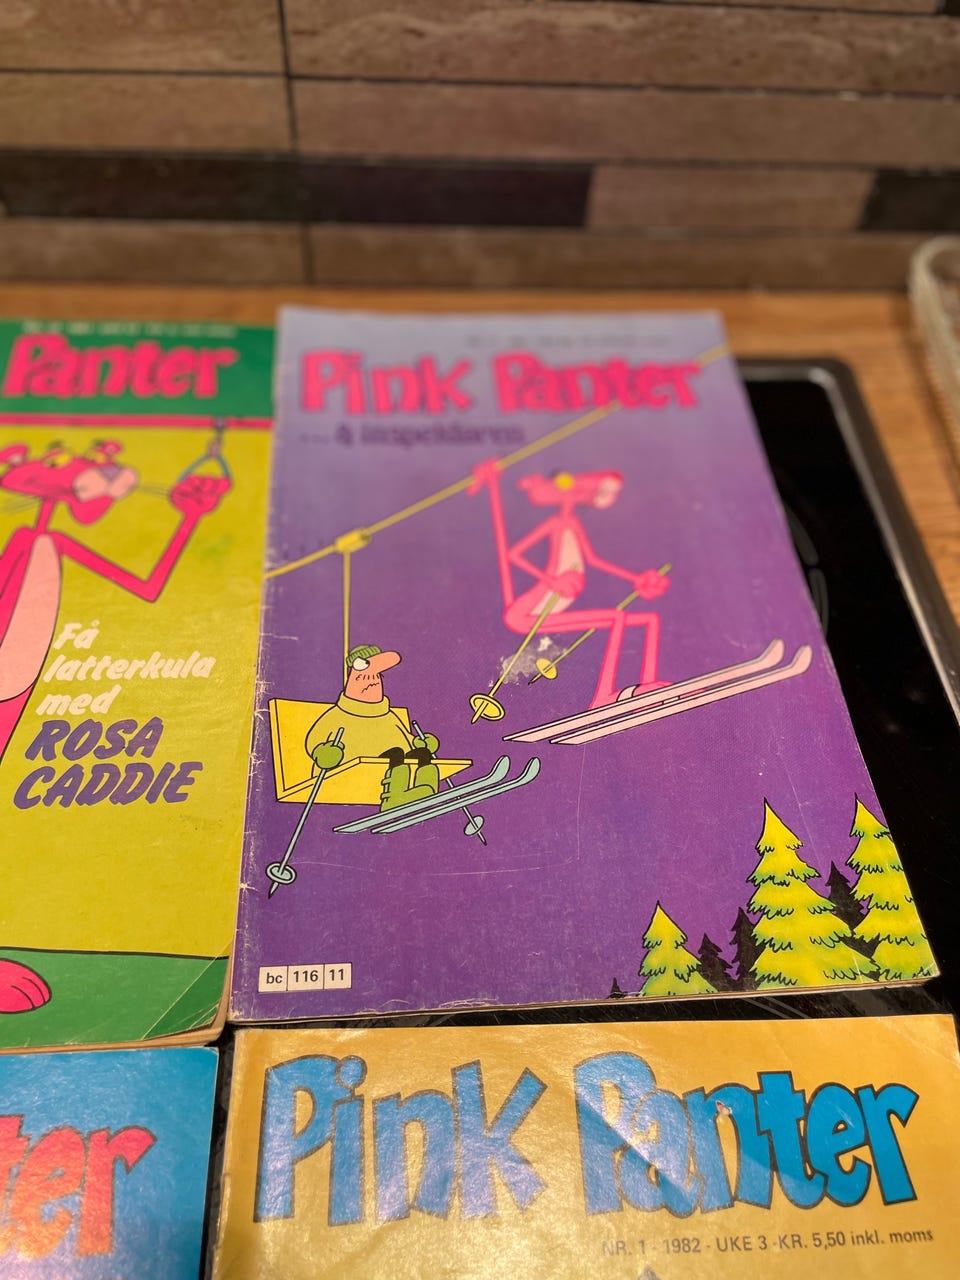 Panter
Få
latterkula
med
ROSA
CADDIE
Pink Panter
& inspektøren
bc 116 11
ter
Pink Panter
NR. 1 - 1982 - UKE 3 - KR. 5,50 inkl. moms